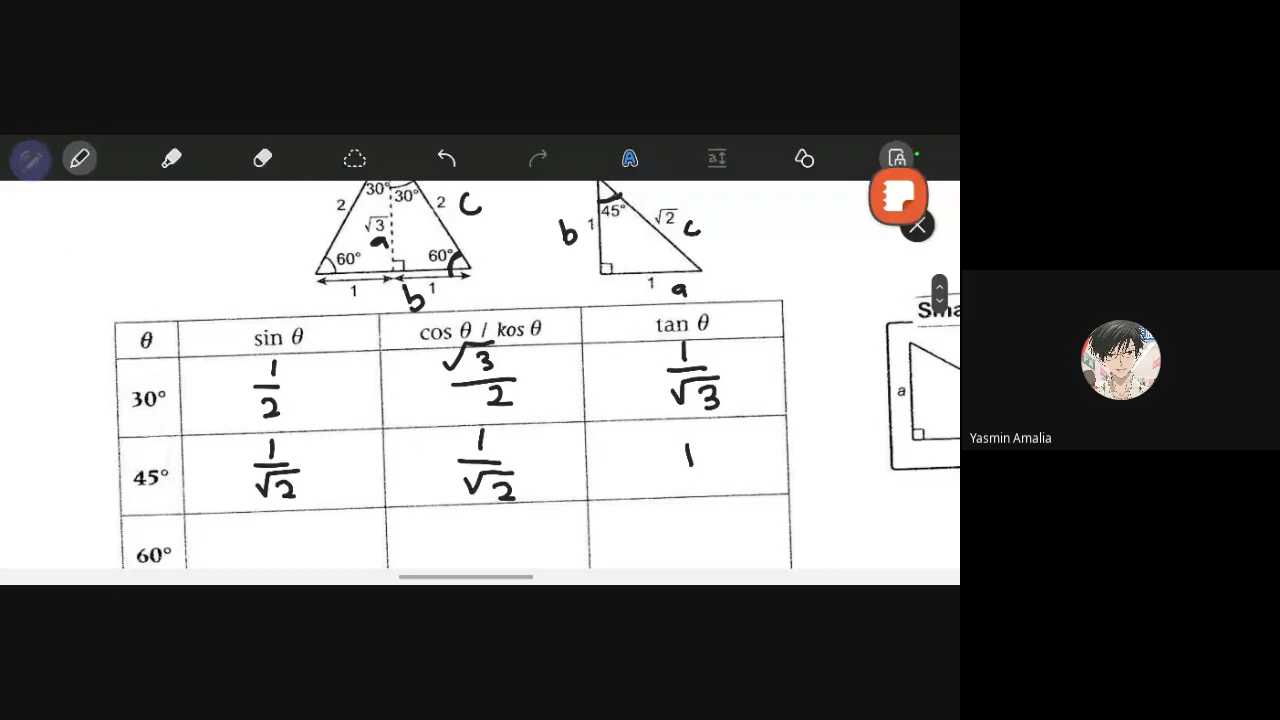 30° 30°
2 2 c
√3
a
60° 60°
1 1
b
45°
b 1 √2 c
1
a
θ sin θ cos θ / kos θ tan θ
30° 1/2 √3/2 1/√3
45° 1/√2 1/√2 1
60°
Sma
a
Yasmin Amalia